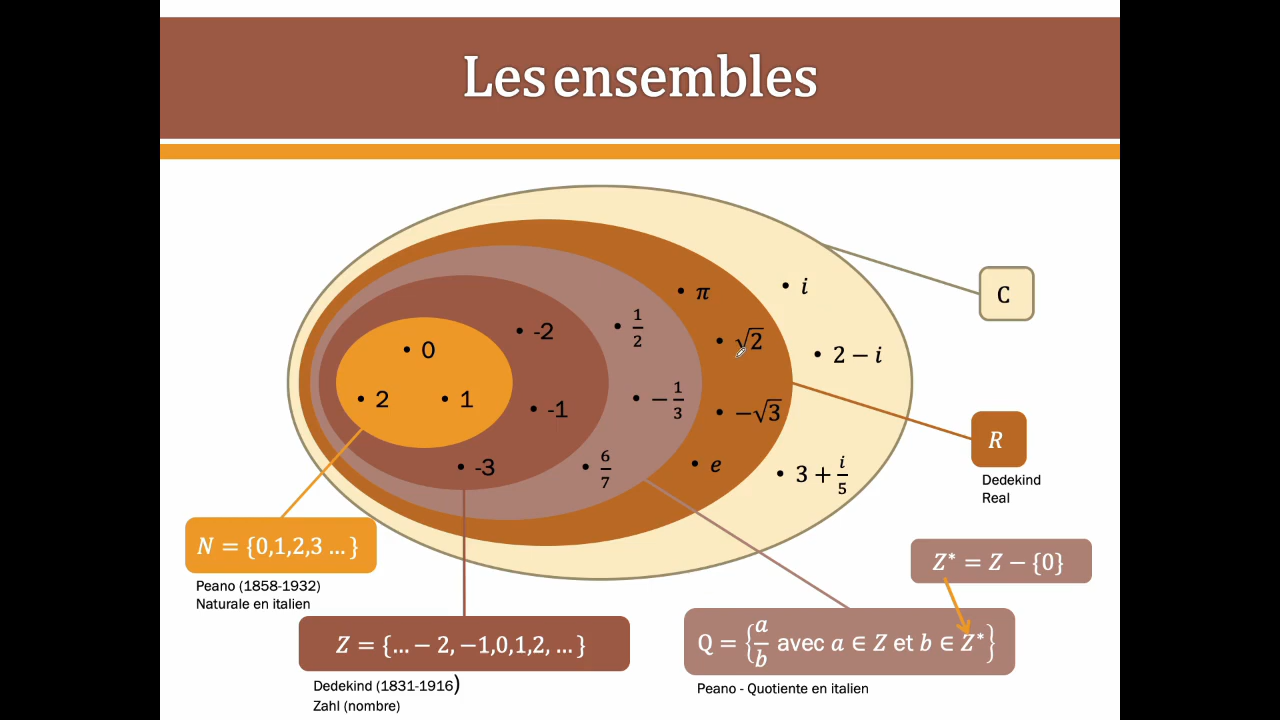 Les ensembles
• π
• i
C
• 0
• -2
• 1/2
• √2
• 2 − i
• 2
• 1
• -1
• −1/3
• −√3
R
• -3
• 6/7
• e
• 3 + i/5
Dedekind
Real
N = {0,1,2,3 … }
Z* = Z − {0}
Peano (1858-1932)
Naturale en italien
Z = {… − 2, −1,0,1,2, … }
Q = {a/b avec a ∈ Z et b ∈ Z*}
Dedekind (1831-1916)
Zahl (nombre)
Peano - Quotiente en italien